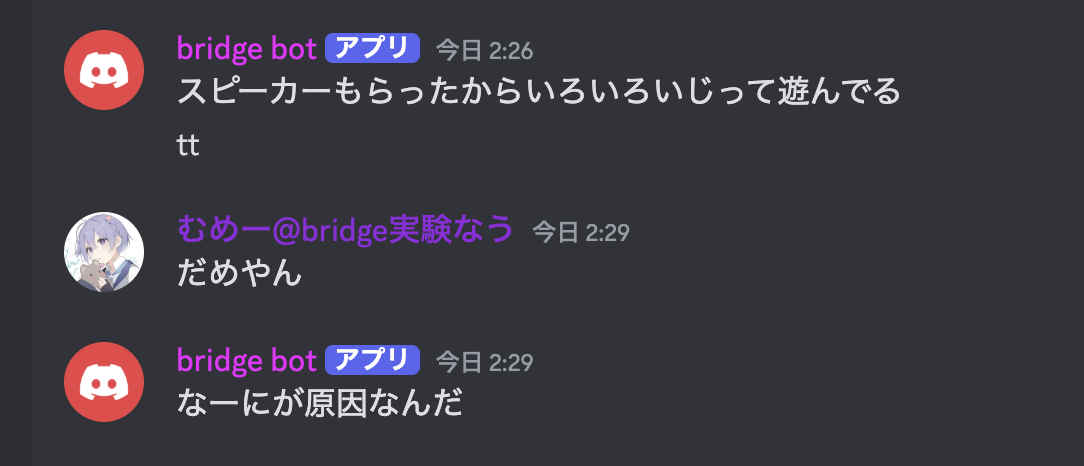 bridge bot アプリ 今日 2:26
スピーカーもらったからいろいろいじって遊んでる
tt
むめー@bridge実験なう 今日 2:29
だめやん
bridge bot アプリ 今日 2:29
なーにが原因なんだ